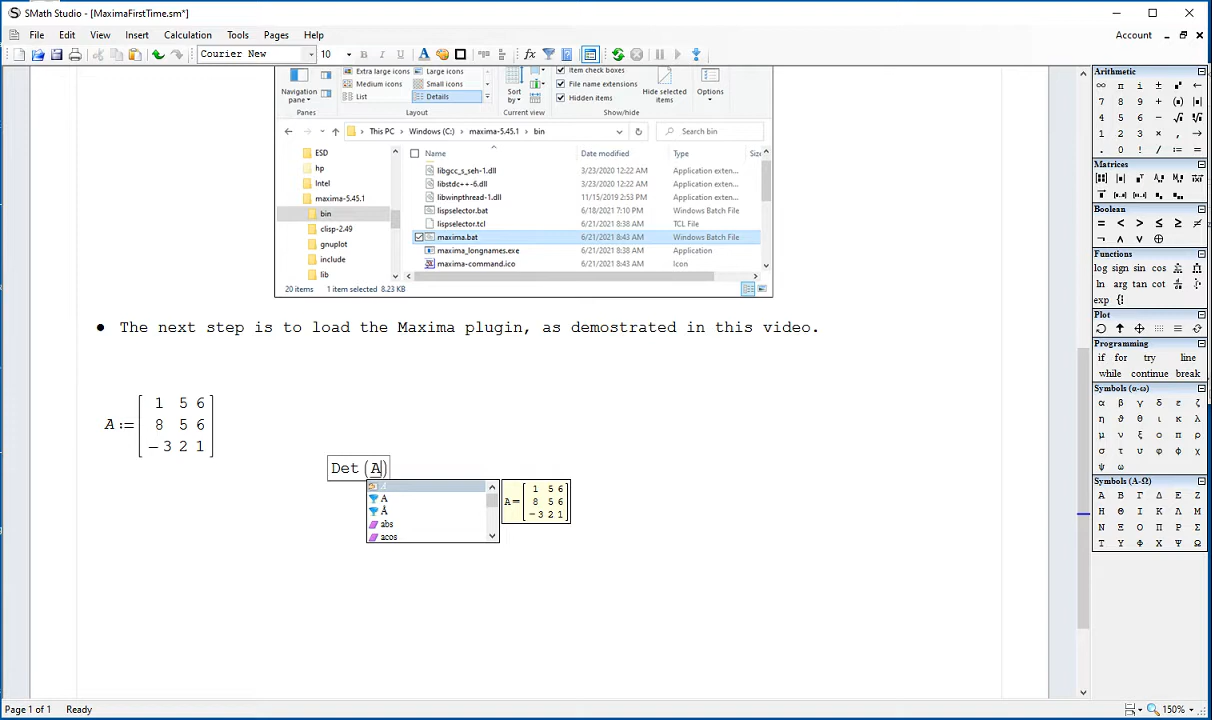 SMath Studio - [MaximaFirstTime.sm*]
File Edit View Insert Calculation Tools Pages Help Account
Courier New 10 B I U A fx
Navigation pane
Extra large icons Large icons
Medium icons Small icons
List Details
Sort by
Item check boxes
File name extensions
Hidden items
Hide selected items
Options
Panes Layout Current view Show/hide
This PC > Windows (C:) > maxima-5.45.1 > bin Search bin
Name Date modified Type Siz
ESD
hp
Intel
maxima-5.45.1
bin
clisp-2.49
gnuplot
include
lib
libgcc_s_seh-1.dll 3/23/2020 12:22 AM Application exten...
libstdc++-6.dll 3/23/2020 12:22 AM Application exten...
libwinpthread-1.dll 11/15/2019 2:53 PM Application exten...
lispselector.bat 6/18/2021 7:10 PM Windows Batch File
lispselector.tcl 6/21/2021 8:38 AM TCL File
maxima.bat 6/21/2021 8:43 AM Windows Batch File
maxima_longnames.exe 6/21/2021 8:38 AM Application
maxima-command.ico 6/21/2021 8:43 AM Icon
20 items 1 item selected 8.23 KB
● The next step is to load the Maxima plugin, as demostrated in this video.
A:=
1 5 6
8 5 6
-3 2 1
Det (A)
A
Å
abs
acos
A=
1 5 6
8 5 6
-3 2 1
Arithmetic
∞ π i ±
7 8 9 +
4 5 6 -
1 2 3 ×
. 0 ! / := =
Matrices
Boolean
= < > ≤ ≥ ≠
¬ ∧ ∨ ⊕
Functions
log sign sin cos
ln arg tan cot
exp
Plot
Programming
if for try line
while continue break
Symbols (α-ω)
α β γ δ ε ζ
η θ ι κ λ
μ ν ξ ο π ρ
σ τ υ φ χ
ψ ω
Symbols (Α-Ω)
Α Β Γ Δ Ε Ζ
Η Θ Ι Κ Λ Μ
Ν Ξ Ο Π Ρ Σ
Τ Υ Φ Χ Ψ Ω
Page 1 of 1 Ready 150%